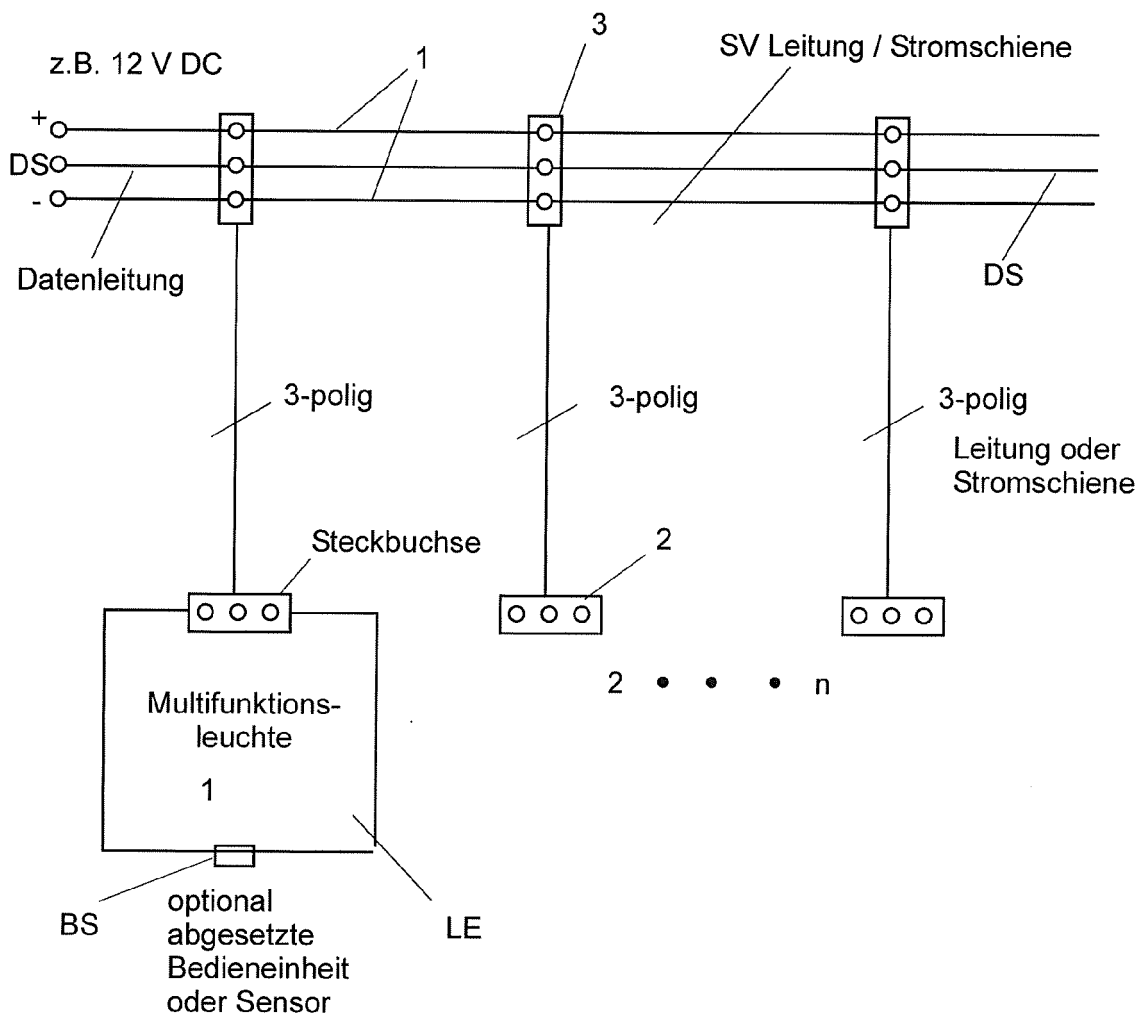 3
z.B. 12 V DC
1
SV Leitung / Stromschiene
+
DS
-
Datenleitung
DS
3-polig
3-polig
3-polig
Leitung oder
Stromschiene
Steckbuchse
2
2 • • • n
Multifunktions-
leuchte
1
BS
optional
abgesetzte
Bedieneinheit
oder Sensor
LE